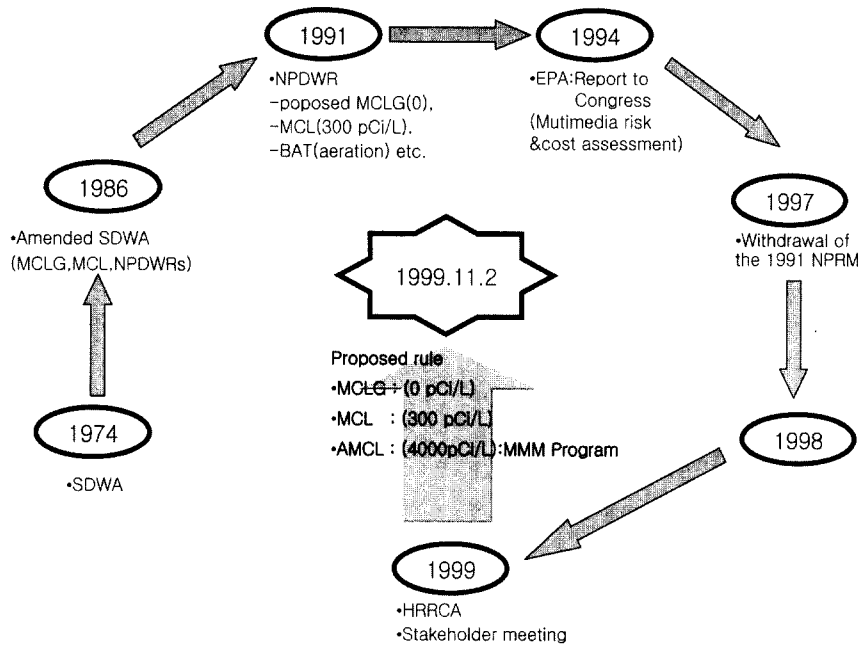 1974
•SDWA
1986
•Amended SDWA
(MCLG,MCL,NPDWRs)
1991
•NPDWR
-poposed MCLG(0),
-MCL(300 pCi/L).
-BAT(aeration) etc.
1994
•EPA:Report to
Congress
(Mutimedia risk
&cost assessment)
1997
•Withdrawal of
the 1991 NPRM
1998
1999
•HRRCA
•Stakeholder meeting
1999.11.2
Proposed rule
•MCLG : (0 pCi/L)
•MCL : (300 pCi/L)
•AMCL : (4000pCi/L):MMM Program